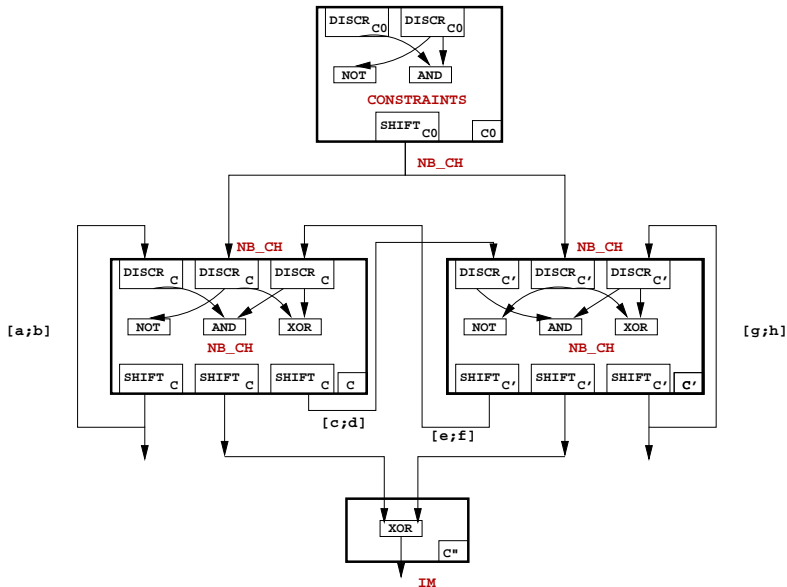 DISCR C0 DISCR C0
NOT AND
CONSTRAINTS
SHIFT C0 C0
NB_CH
NB_CH NB_CH
DISCR C DISCR C DISCR C DISCR C' DISCR C' DISCR C'
[a;b] NOT AND XOR NOT AND XOR [g;h]
NB_CH NB_CH
SHIFT C SHIFT C SHIFT C C SHIFT C' SHIFT C' SHIFT C' C'
[c;d] [e;f]
XOR
C"
IM